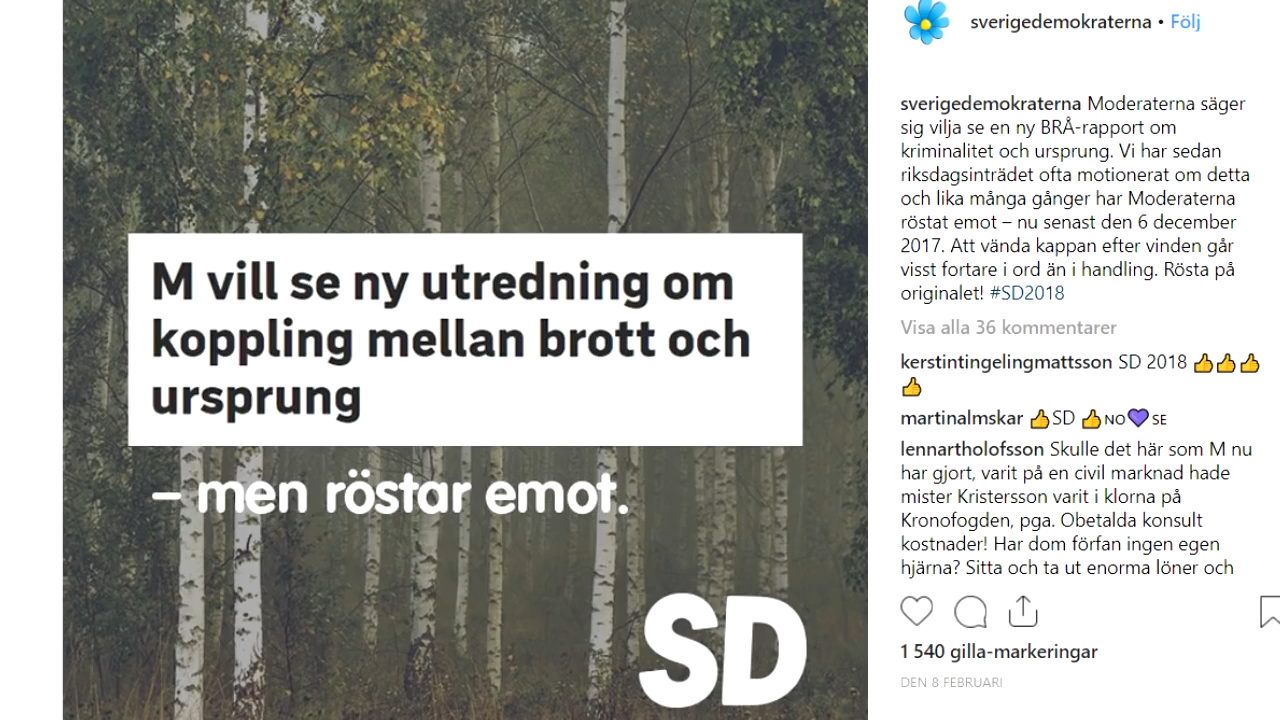 M vill se ny utredning om
koppling mellan brott och
ursprung
– men röstar emot.
SD
sverigedemokraterna • Följ
sverigedemokraterna Moderaterna säger
sig vilja se en ny BRÅ-rapport om
kriminalitet och ursprung. Vi har sedan
riksdagsinträdet ofta motionerat om detta
och lika många gånger har Moderaterna
röstat emot – nu senast den 6 december
2017. Att vända kappan efter vinden går
visst fortare i ord än i handling. Rösta på
originalet! #SD2018
Visa alla 36 kommentarer
kerstintingelingmattsson SD 2018 👍👍👍
👍
martinalmskar 👍SD 👍NO💜SE
lennartholofsson Skulle det här som M nu
har gjort, varit på en civil marknad hade
mister Kristersson varit i klorna på
Kronofogden, pga. Obetalda konsult
kostnader! Har dom förfan ingen egen
hjärna? Sitta och ta ut enorma löner och
1 540 gilla-markeringar
DEN 8 FEBRUARI